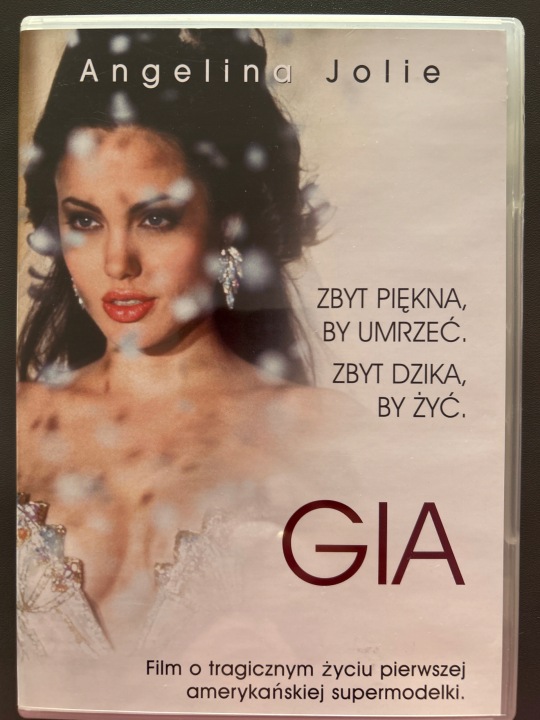 Angelina Jolie
ZBYT PIĘKNA,
BY UMRZEĆ.
ZBYT DZIKA,
BY ŻYĆ.
GIA
Film o tragicznym życiu pierwszej
amerykańskiej supermodelki.